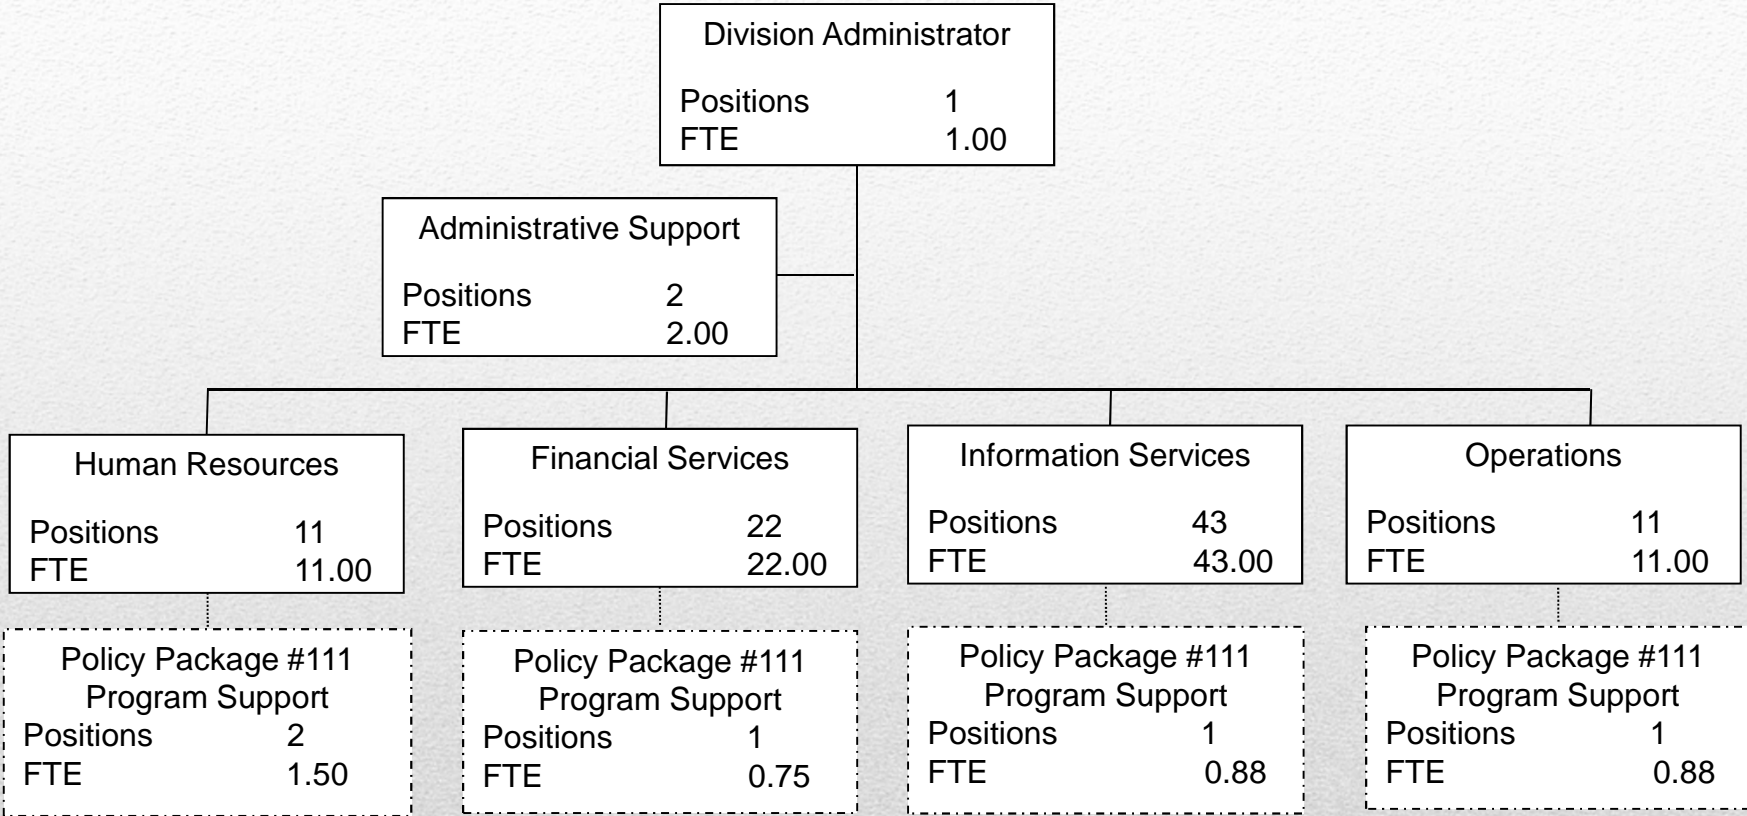 Division Administrator
Positions 1
FTE 1.00
Administrative Support
Positions 2
FTE 2.00
Human Resources
Positions 11
FTE 11.00
Financial Services
Positions 22
FTE 22.00
Information Services
Positions 43
FTE 43.00
Operations
Positions 11
FTE 11.00
Policy Package #111
Program Support
Positions 2
FTE 1.50
Policy Package #111
Program Support
Positions 1
FTE 0.75
Policy Package #111
Program Support
Positions 1
FTE 0.88
Policy Package #111
Program Support
Positions 1
FTE 0.88